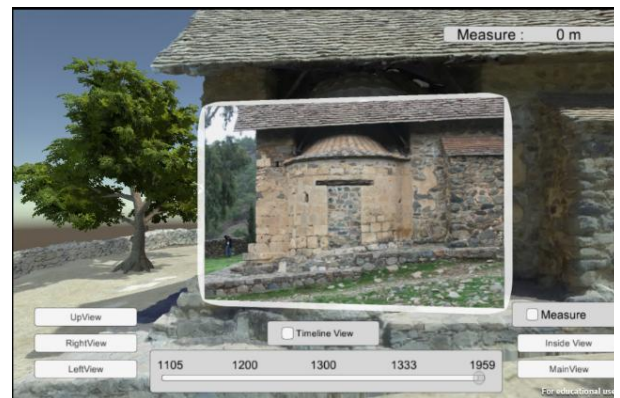 Measure : 0 m
UpView
RightView
LeftView
Timeline View
1105 1200 1300 1333 1959
Measure
Inside View
MainView
For educational use